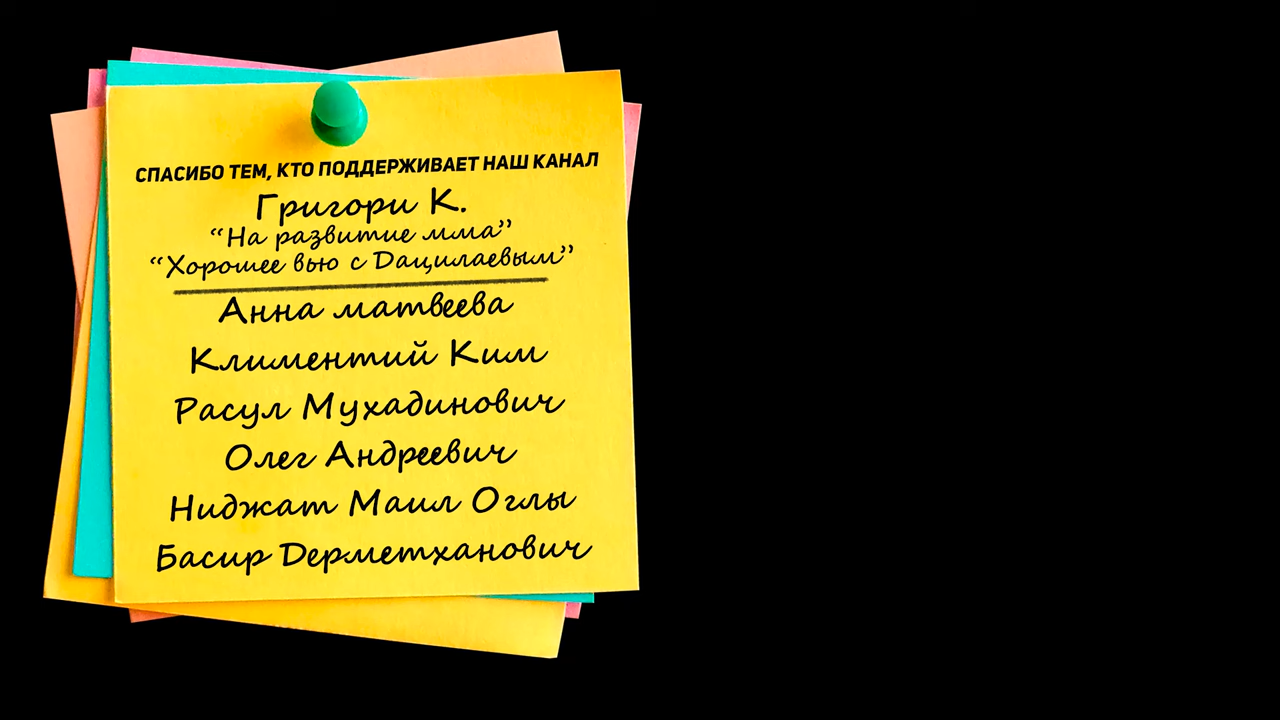 СПАСИБО ТЕМ, КТО ПОДДЕРЖИВАЕТ НАШ КАНАЛ
Григори К.
“На развитие мма”
“Хорошее вью с Дацилаевым”
Анна матвеева
Климентий Ким
Расул Мухадинович
Олег Андреевич
Ниджат Маил Оглы
Басир Дерметханович